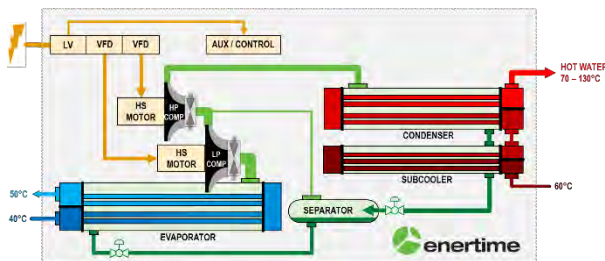 LV
VFD
VFD
AUX / CONTROL
HOT WATER
70 – 130°C
HS
MOTOR
HP
COMP
CONDENSER
HS
MOTOR
LP
COMP
SUBCOOLER
60°C
50°C
40°C
SEPARATOR
EVAPORATOR
enertime